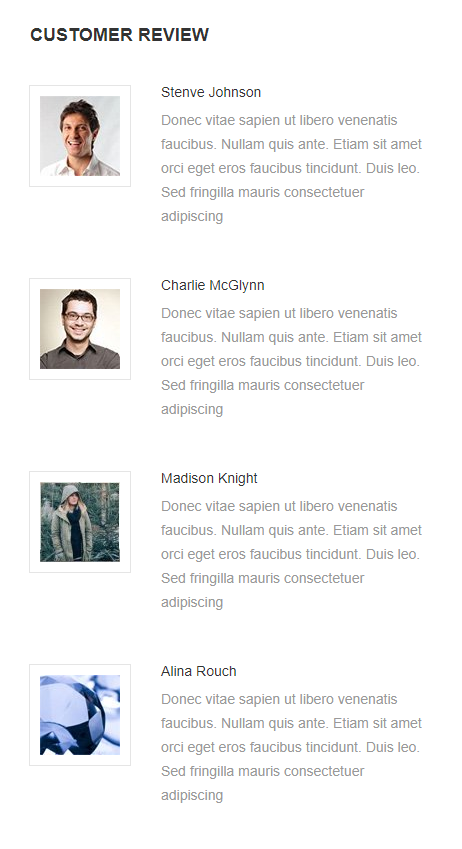 CUSTOMER REVIEW
Stenve Johnson
Donec vitae sapien ut libero venenatis
faucibus. Nullam quis ante. Etiam sit amet
orci eget eros faucibus tincidunt. Duis leo.
Sed fringilla mauris consectetuer
adipiscing
Charlie McGlynn
Donec vitae sapien ut libero venenatis
faucibus. Nullam quis ante. Etiam sit amet
orci eget eros faucibus tincidunt. Duis leo.
Sed fringilla mauris consectetuer
adipiscing
Madison Knight
Donec vitae sapien ut libero venenatis
faucibus. Nullam quis ante. Etiam sit amet
orci eget eros faucibus tincidunt. Duis leo.
Sed fringilla mauris consectetuer
adipiscing
Alina Rouch
Donec vitae sapien ut libero venenatis
faucibus. Nullam quis ante. Etiam sit amet
orci eget eros faucibus tincidunt. Duis leo.
Sed fringilla mauris consectetuer
adipiscing